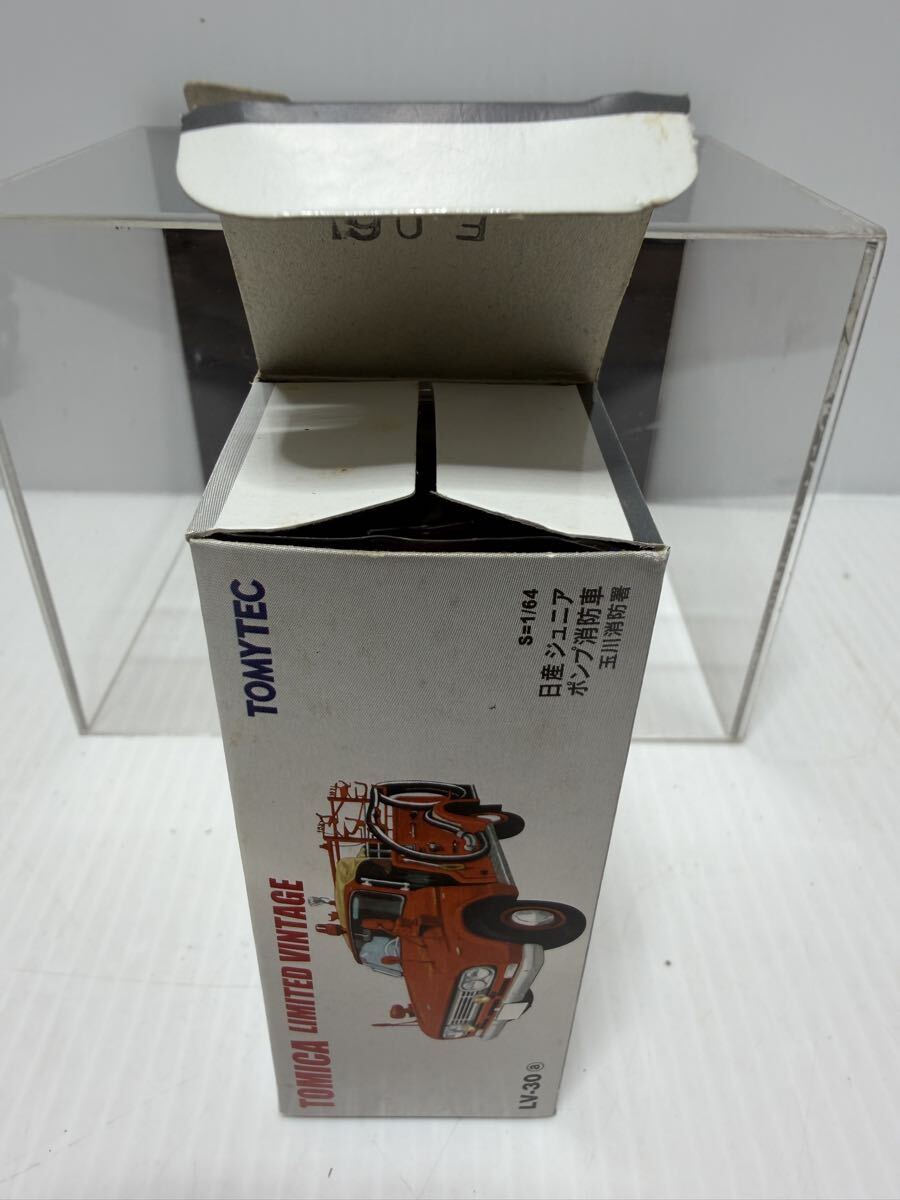 TOMYTEC
S=1/64
日産 ジュニア
ポンプ消防車
玉川消防署
TOMICA LIMITED VINTAGE
LV-30 ⓐ